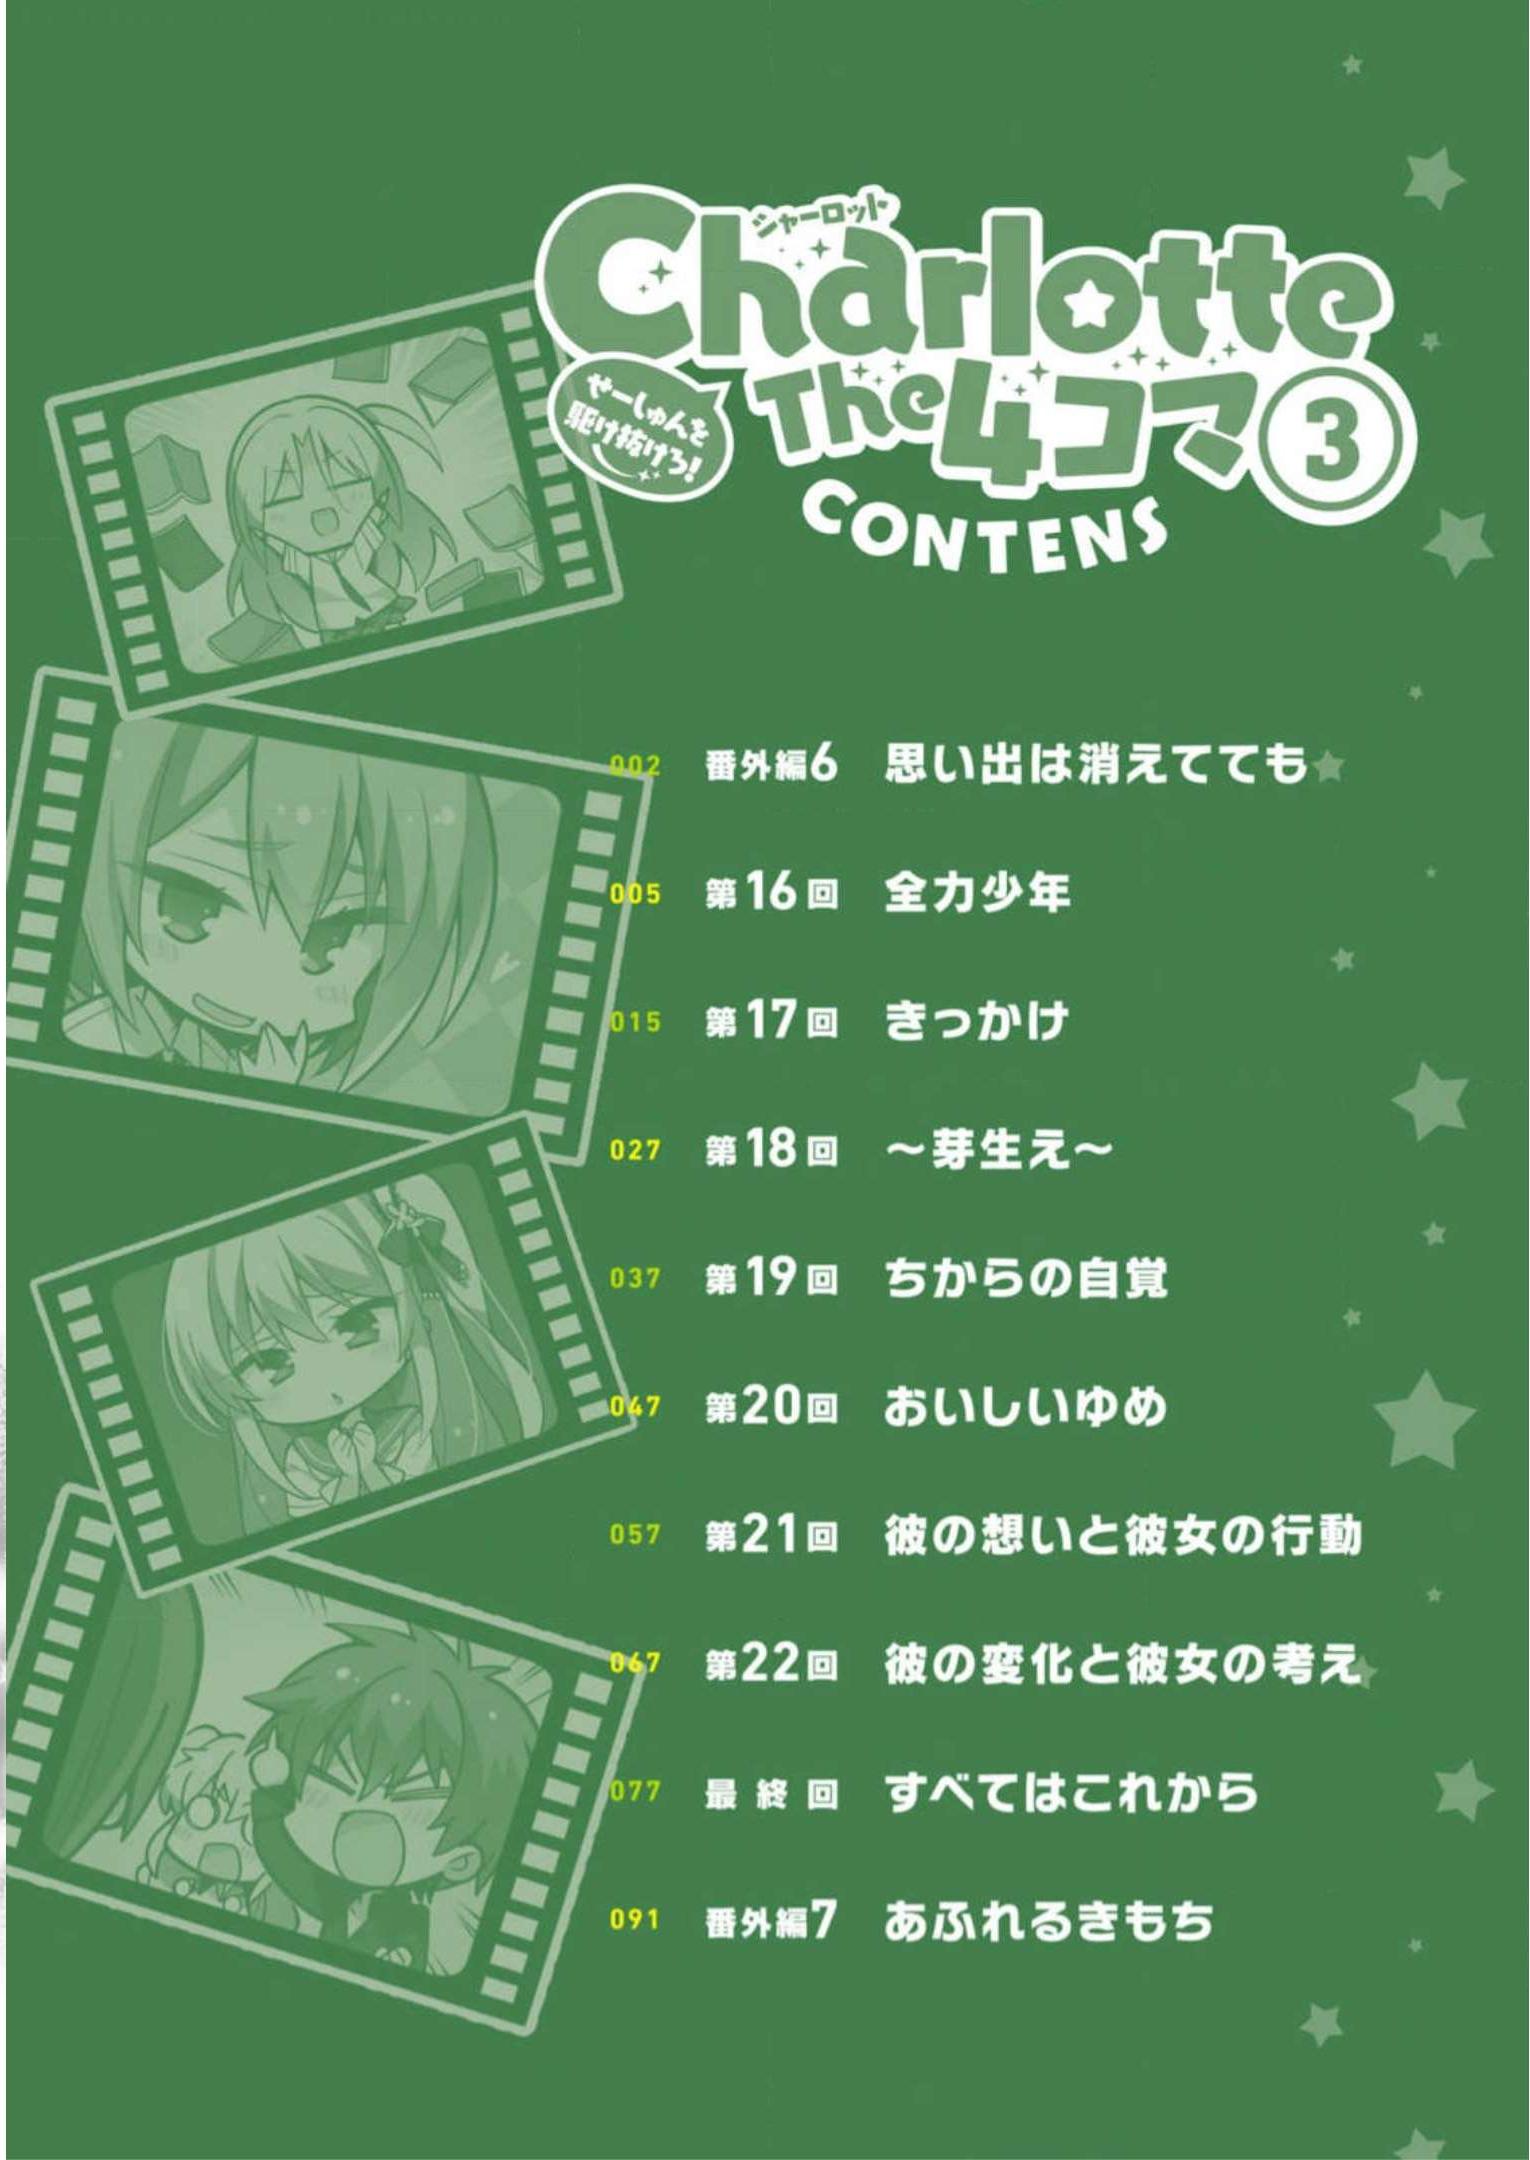 シャーロット
Charlotte
The4コマ
3
せーしゅんを
駆け抜けろ!
CONTENS
002 番外編6 思い出は消えてても
005 第16回 全力少年
015 第17回 きっかけ
027 第18回 ～芽生え～
037 第19回 ちからの自覚
047 第20回 おいしいゆめ
057 第21回 彼の想いと彼女の行動
067 第22回 彼の変化と彼女の考え
077 最終回 すべてはこれから
091 番外編7 あふれるきもち